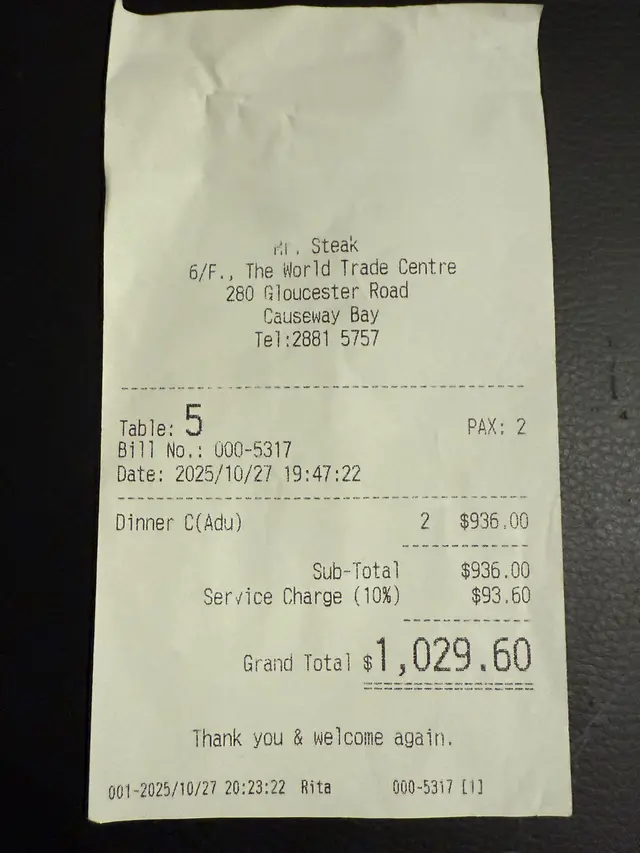 Steak
6/F., The World Trade Centre
280 Gloucester Road
Causeway Bay
Tel:2881 5757
Table: 5 PAX: 2
Bill No.: 000-5317
Date: 2025/10/27 19:47:22
Dinner C(Adu) 2 $936.00
Sub-Total $936.00
Service Charge (10%) $93.60
Grand Total $1,029.60
Thank you & welcome again.
001-2025/10/27 20:23:22 Rita 000-5317 [1]